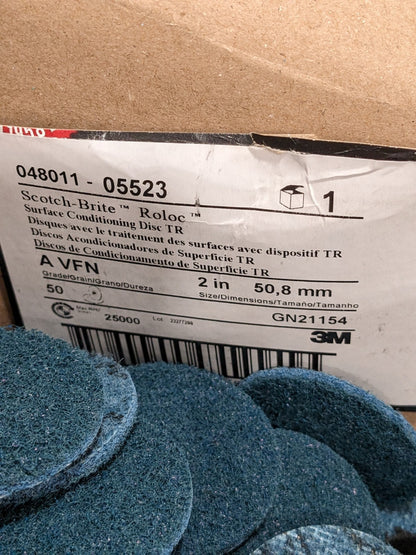 048011 - 05523
1
Scotch-Brite™ Roloc™
Surface Conditioning Disc TR
Disques avec le traitement des surfaces avec dispositif TR
Discos Acondicionadores de Superficie TR
Discos de Condicionamento de Superfície TR
A VFN
2 in 50,8 mm
Grade/Grain/Grano/Dureza
Size/Dimensions/Tamaño/Tamanho
50
GN21154
25000
Lot
3M